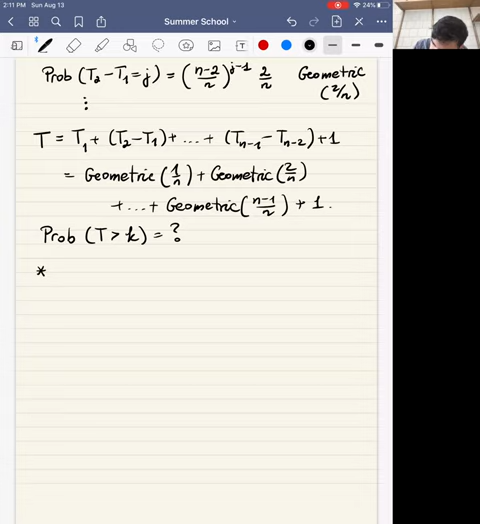 2:11 PM Sun Aug 13
24%
Summer School
Prob (T₂-T₁=j) = (n-2/n)^(j-1) 2/n Geometric (2/n)
⋮
T = T₁ + (T₂-T₁) + ... + (Tₙ₋₁-Tₙ₋₂) + 1
= Geometric (1/n) + Geometric (2/n)
+ ... + Geometric (n-1/n) + 1.
Prob (T > k) = ?
*